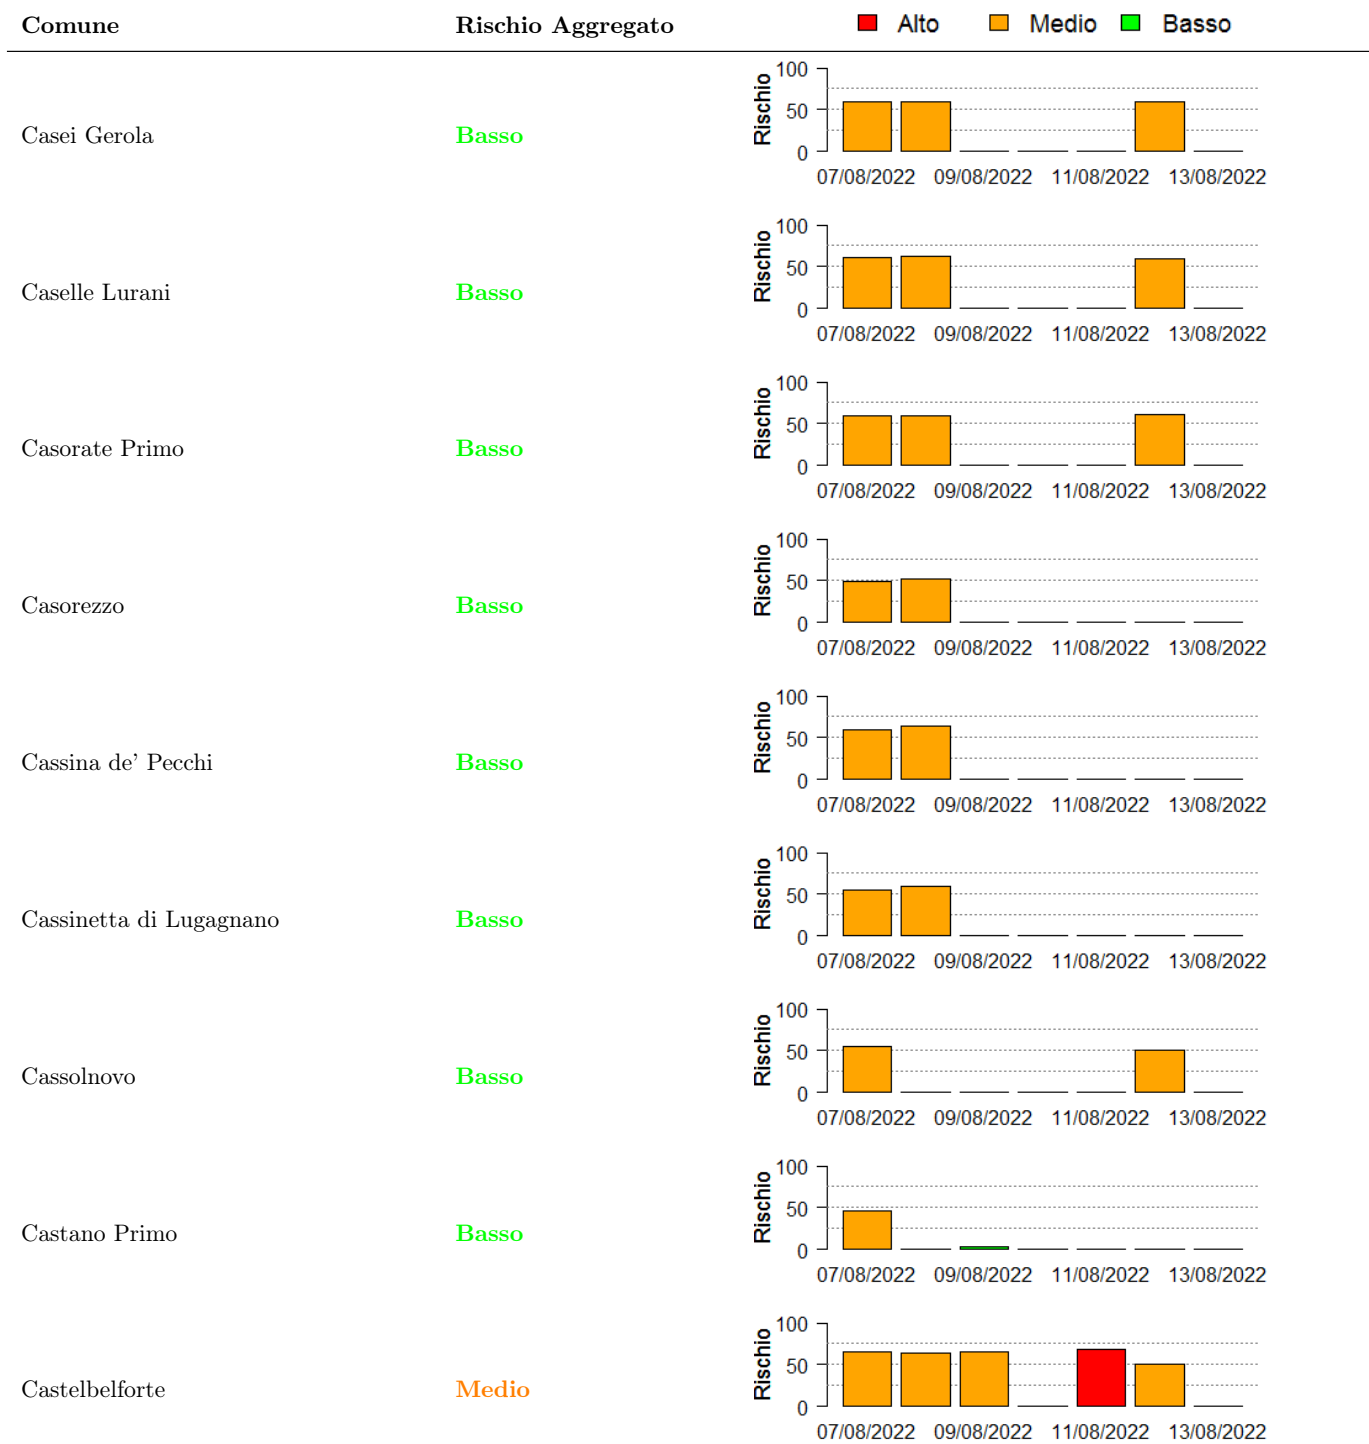 Comune Rischio Aggregato Alto Medio Basso
100
50
0
Rischio
Casei Gerola Basso
07/08/2022 09/08/2022 11/08/2022 13/08/2022
100
50
0
Rischio
Caselle Lurani Basso
07/08/2022 09/08/2022 11/08/2022 13/08/2022
100
50
0
Rischio
Casorate Primo Basso
07/08/2022 09/08/2022 11/08/2022 13/08/2022
100
50
0
Rischio
Casorezzo Basso
07/08/2022 09/08/2022 11/08/2022 13/08/2022
100
50
0
Rischio
Cassina de' Pecchi Basso
07/08/2022 09/08/2022 11/08/2022 13/08/2022
100
50
0
Rischio
Cassinetta di Lugagnano Basso
07/08/2022 09/08/2022 11/08/2022 13/08/2022
100
50
0
Rischio
Cassolnovo Basso
07/08/2022 09/08/2022 11/08/2022 13/08/2022
100
50
0
Rischio
Castano Primo Basso
07/08/2022 09/08/2022 11/08/2022 13/08/2022
100
50
0
Rischio
Castelbelforte Medio
07/08/2022 09/08/2022 11/08/2022 13/08/2022